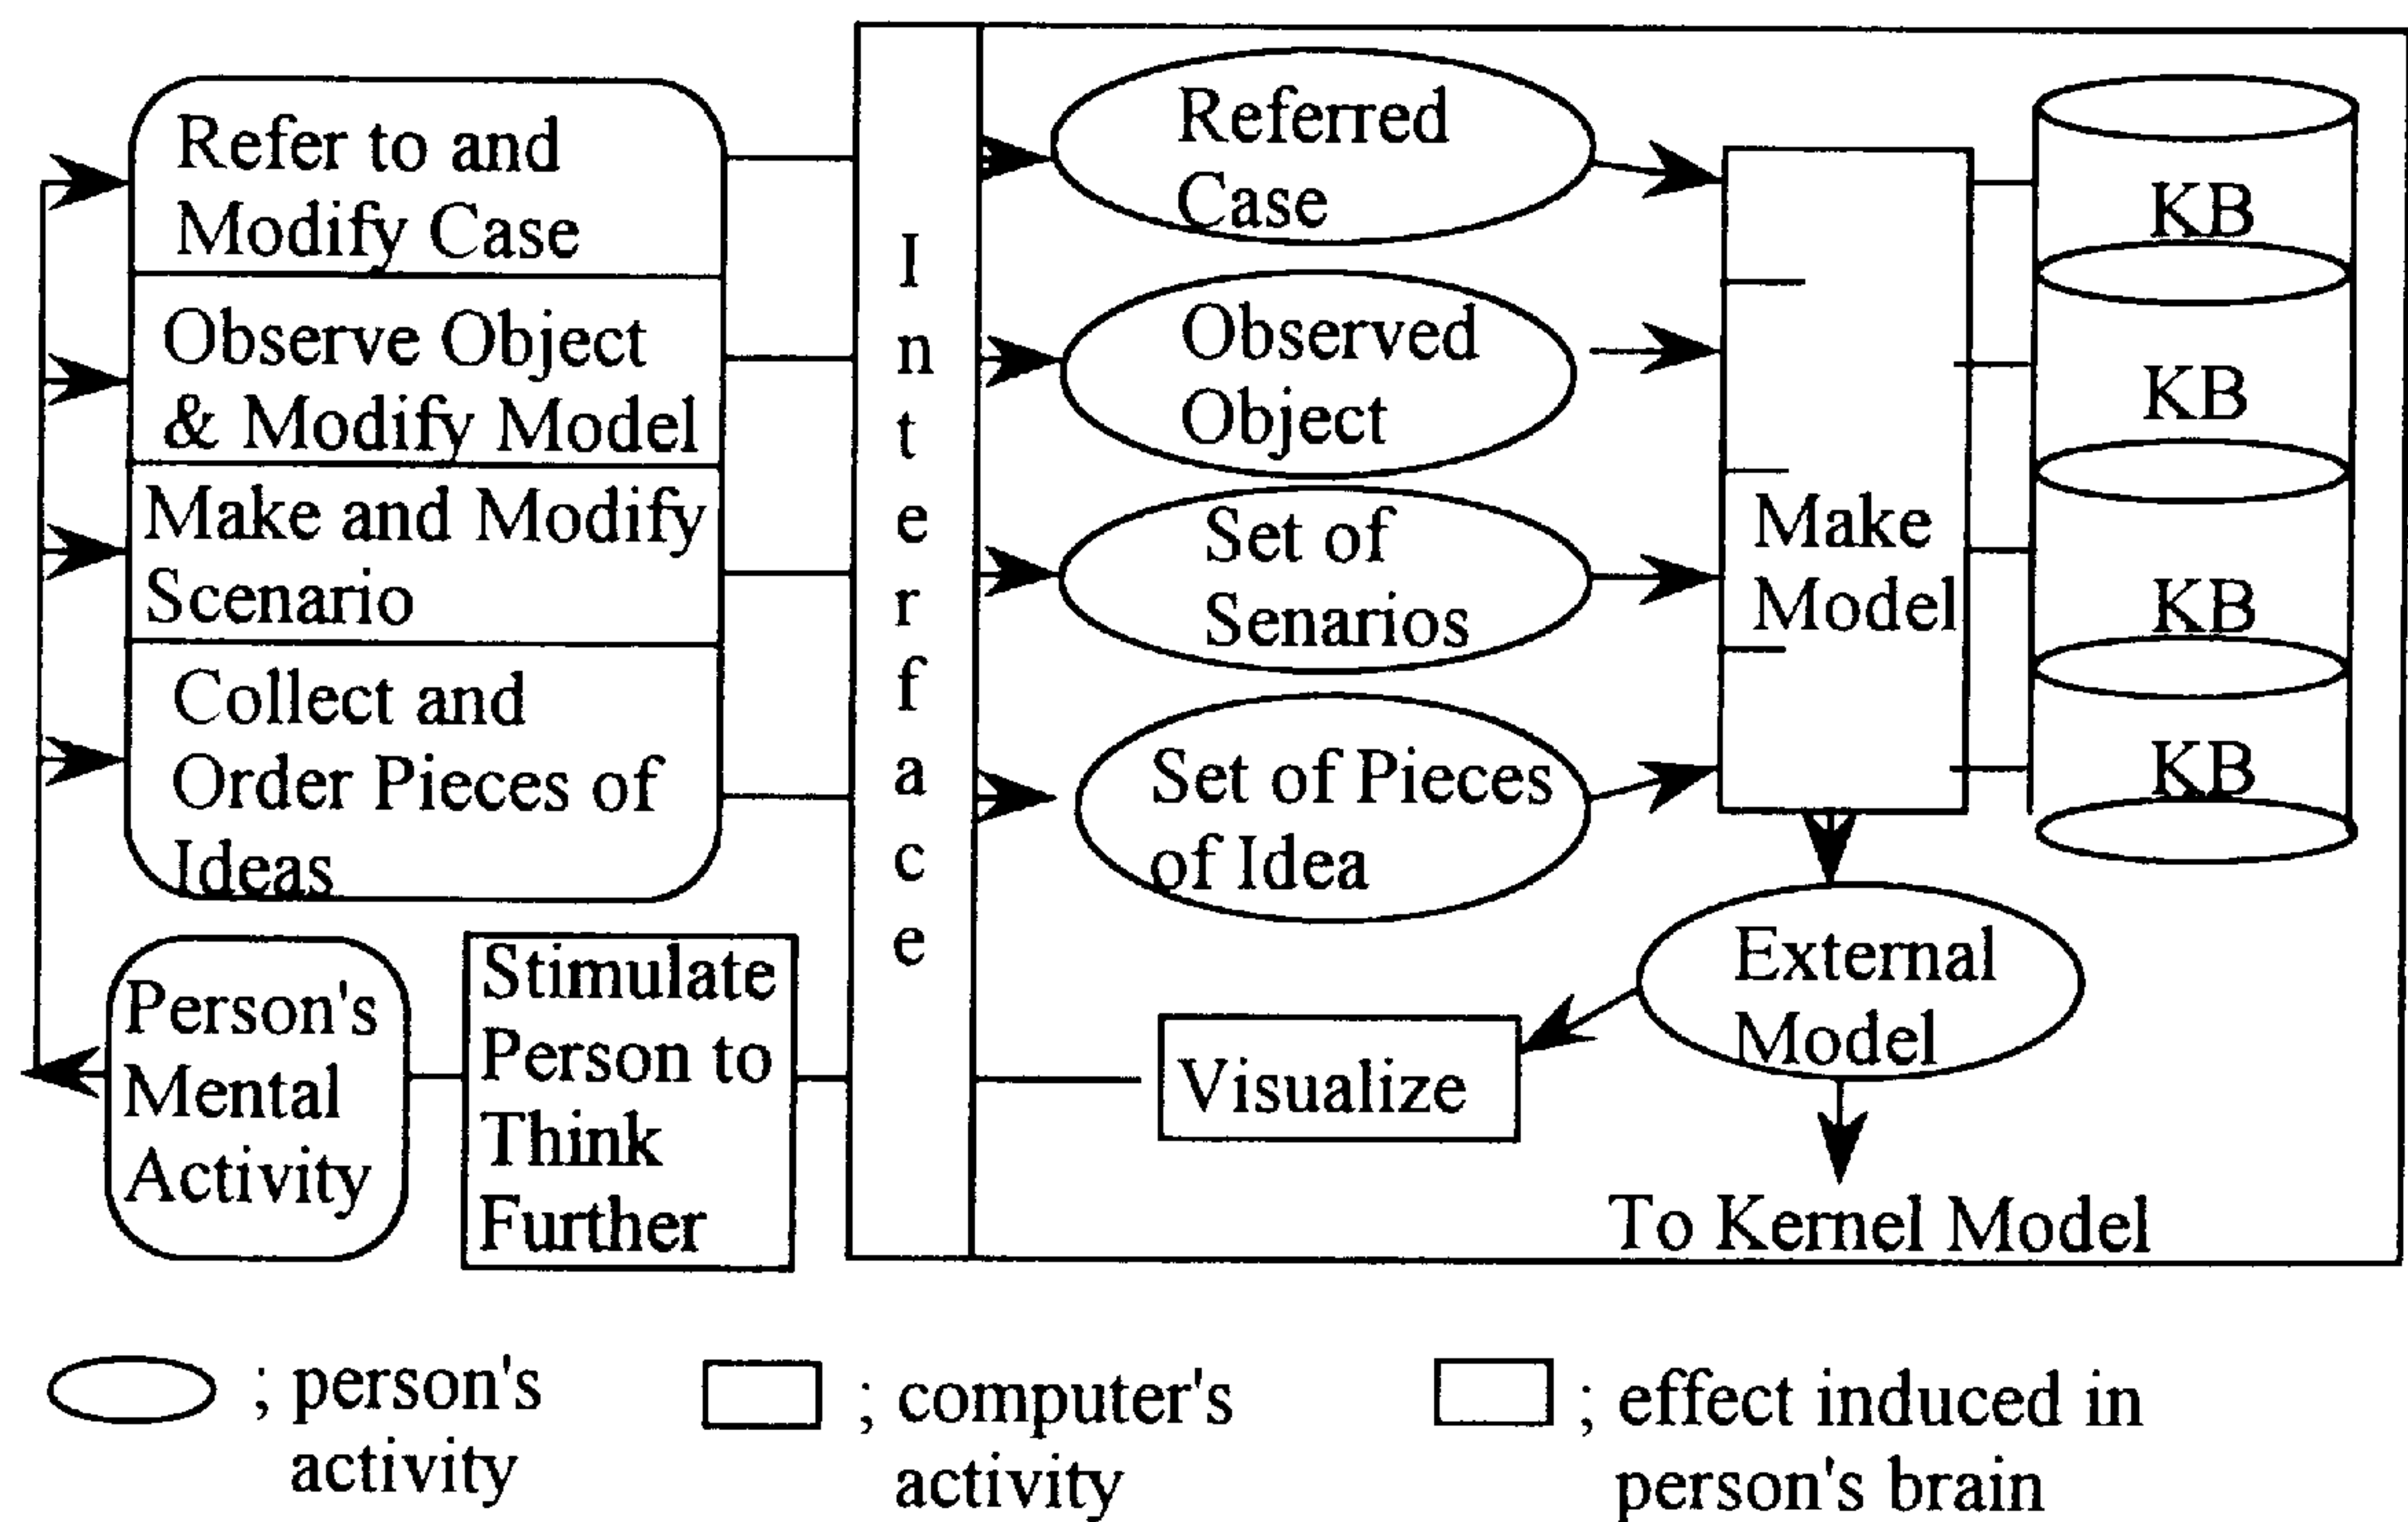 Refer to and
Modify Case
Observe Object
& Modify Model
Make and Modify
Scenario
Collect and
Order Pieces of
Ideas
Person's
Mental
Activity
Stimulate
Person to
Think
Further
Interface
Referred
Case
Observed
Object
Set of
Senarios
Set of Pieces
of Idea
Make
Model
KB
KB
KB
KB
External
Model
Visualize
To Kernel Model
; person's
activity
; computer's
activity
; effect induced in
person's brain